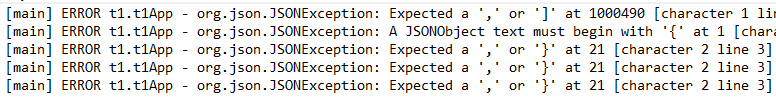 [main] ERROR t1.t1App - org.json.JSONException: Expected a ',' or ']' at 1000490 [character 1 li
[main] ERROR t1.t1App - org.json.JSONException: A JSONObject text must begin with '{' at 1 [char
[main] ERROR t1.t1App - org.json.JSONException: Expected a ',' or '}' at 21 [character 2 line 3]
[main] ERROR t1.t1App - org.json.JSONException: Expected a ',' or '}' at 21 [character 2 line 3]
[main] ERROR t1.t1App - org.json.JSONException: Expected a ',' or '}' at 21 [character 2 line 3]